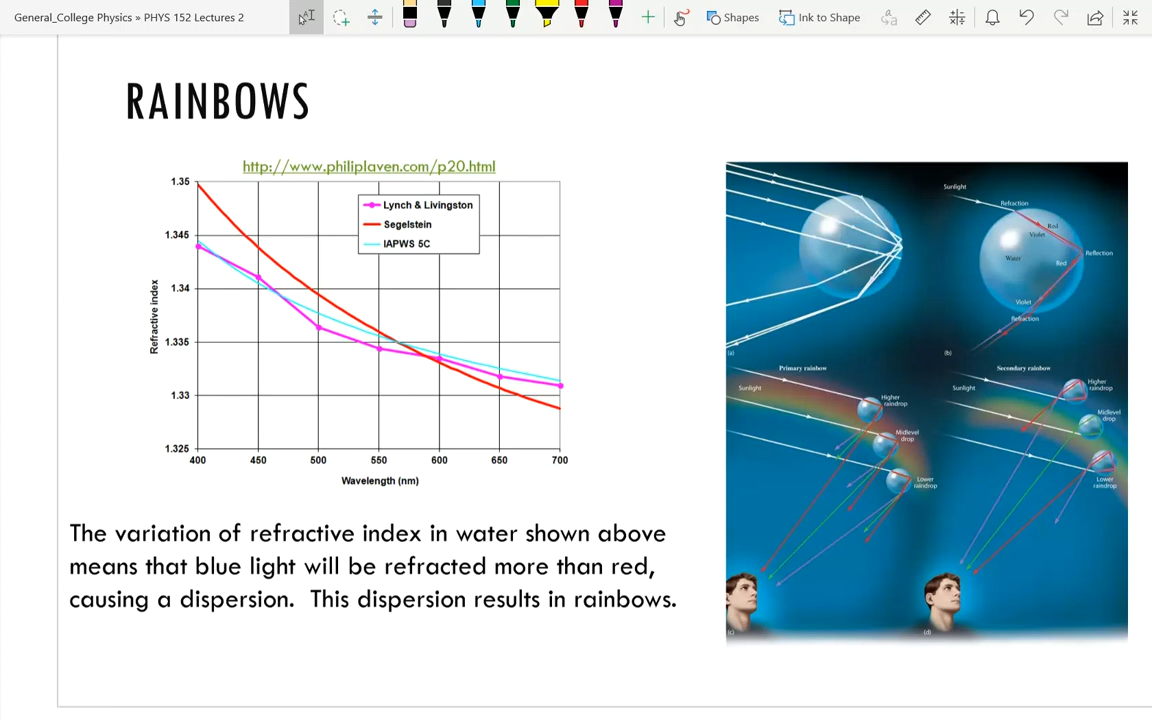 General_College Physics » PHYS 152 Lectures 2
Shapes
Ink to Shape
RAINBOWS
http://www.philiplaven.com/p20.html
1.35
1.345
1.34
1.335
1.33
1.325
Refractive index
Lynch & Livingston
Segelstein
IAPWS 5C
400 450 500 550 600 650 700
Wavelength (nm)
The variation of refractive index in water shown above
means that blue light will be refracted more than red,
causing a dispersion. This dispersion results in rainbows.
(a)
Sunlight
Refraction
Red
Violet
Water
Reflection
Red
Violet
Refraction
(b)
Primary rainbow
Sunlight
Higher
raindrop
Midlevel
drop
Lower
raindrop
(c)
Secondary rainbow
Sunlight
Higher
raindrop
Midlevel
drop
Lower
raindrop
(d)